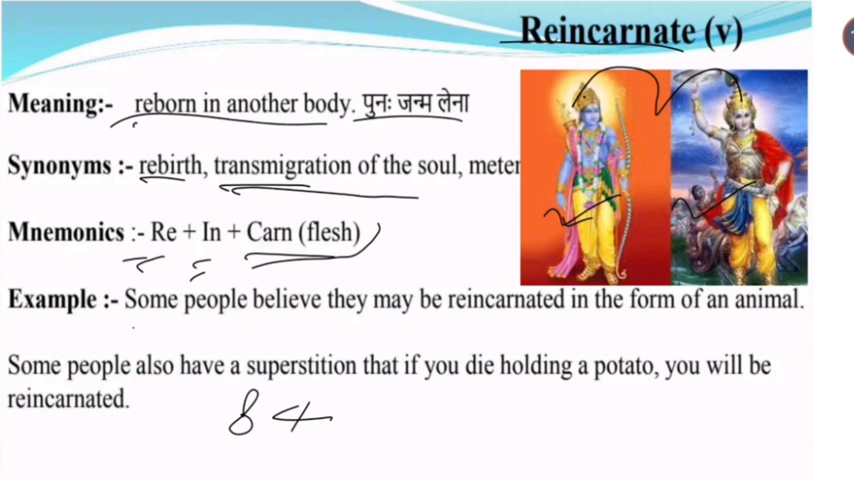 Reincarnate (v)
Meaning:- reborn in another body. पुनः जन्म लेना
Synonyms :- rebirth, transmigration of the soul, metem
Mnemonics :- Re + In + Carn (flesh)
Example :- Some people believe they may be reincarnated in the form of an animal.
Some people also have a superstition that if you die holding a potato, you will be
reincarnated.
84